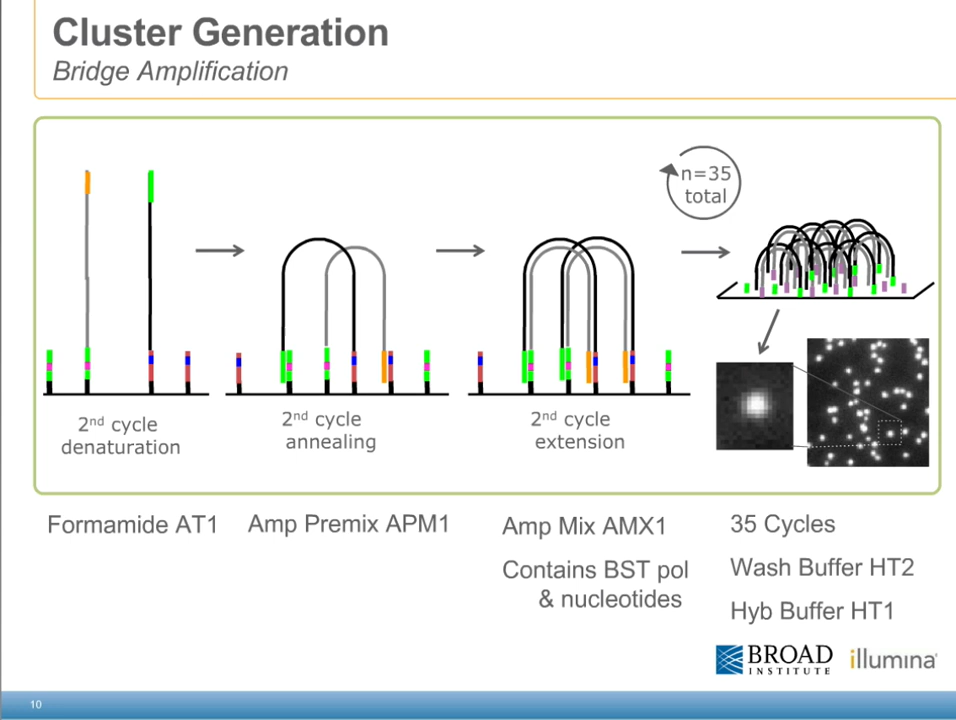 Cluster Generation
Bridge Amplification
n=35
total
2nd cycle
denaturation
2nd cycle
annealing
2nd cycle
extension
Formamide AT1
Amp Premix APM1
Amp Mix AMX1
Contains BST pol
& nucleotides
35 Cycles
Wash Buffer HT2
Hyb Buffer HT1
BROAD
INSTITUTE
illumina
10